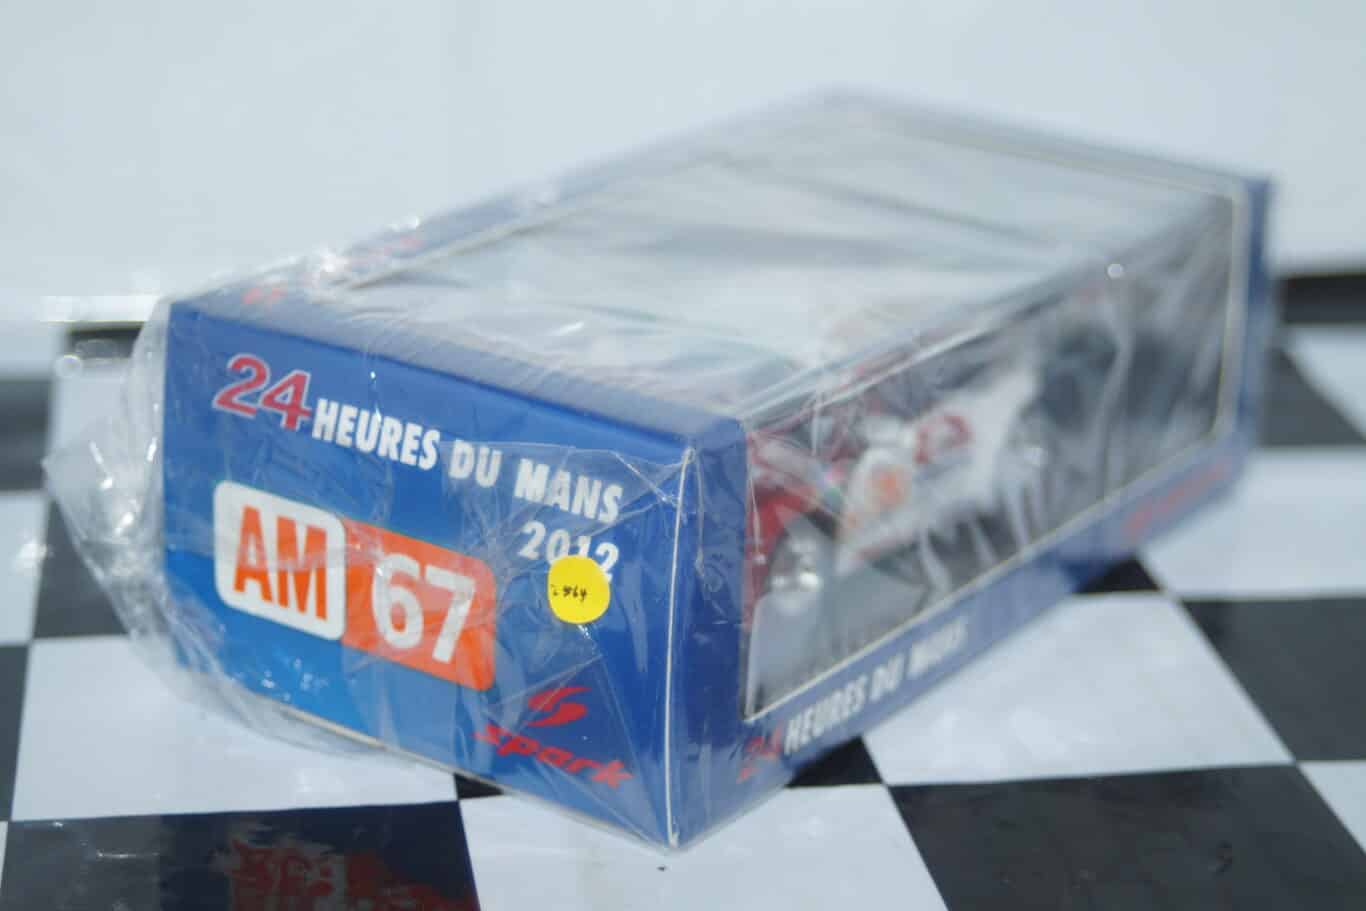 24 HEURES DU MANS
2012
AM 67
spark
24 HEURES DU MANS